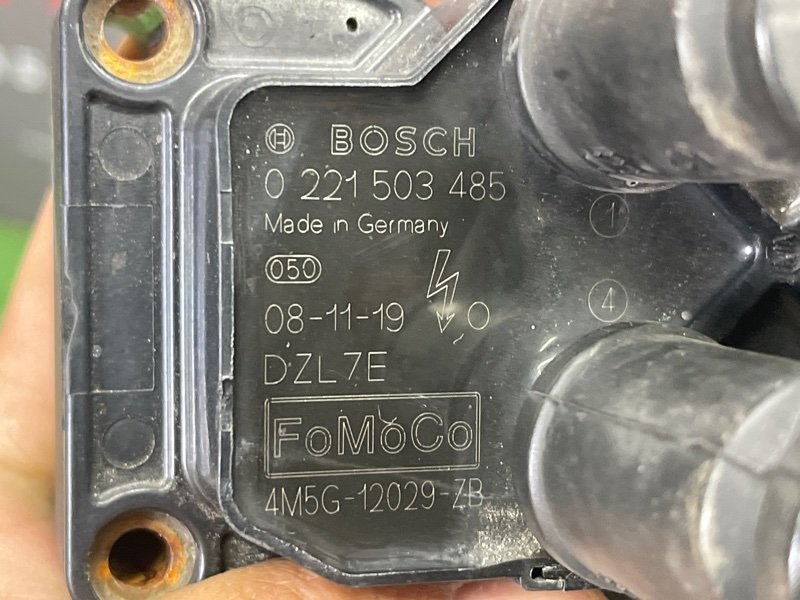 BOSCH
0 221 503 485
Made in Germany
050
08-11-19 0
DZL7E
FoMoCo
4M5G-12029-ZB
1
4